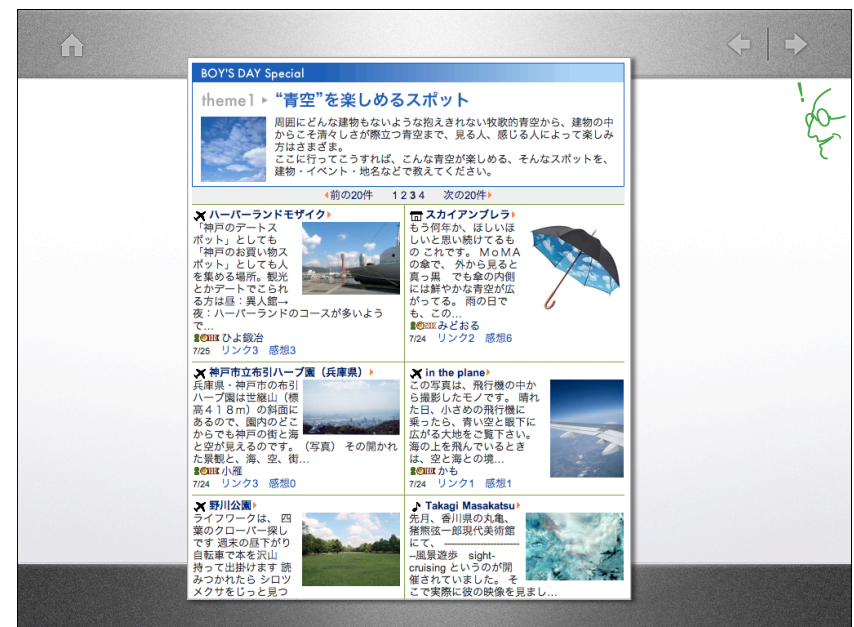 BOY'S DAY Special
theme1 “青空”を楽しめるスポット
周囲にどんな建物もないような抱えきれない牧歌的青空から、建物の中
からこそ清々しさが際立つ青空まで、見る人、感じる人によって楽しみ
方はさまざま。
ここに行ってこうすれば、こんな青空が楽しめる、そんなスポットを、
建物・イベント・地名などで教えてください。
前の20件 1 2 3 4 次の20件
ハーバーランドモザイク
「神戸のデートス
ポット」としても
「神戸のお買い物ス
ポット」としても人
を集める場所。観光
とかデートでこられ
る方は昼：異人館→
夜：ハーバーランドのコースが多いよう
で…
ひよ鍛冶
7/25 リンク3 感想3
スカイアンブレラ
もう何年か、ほしいほ
しいと思い続けてるも
の これです。 ＭｏＭＡ
の傘で、 外から見ると
真っ黒 でも傘の内側
には鮮やかな青空が広
がってる。 雨の日で
も、この…
みどおる
7/24 リンク2 感想6
神戸市立布引ハーブ園（兵庫県）
兵庫県・神戸市の布引
ハーブ園は世継山（標
高４１８ｍ）の斜面に
あるので、園内のどこ
からでも神戸の街と海
と空が見えるのです。（写真） その開かれ
た景観と、海、空、街…
小雁
7/24 リンク3 感想0
in the plane
この写真は、飛行機の中か
ら撮影したモノです。 晴れ
た日、小さめの飛行機に
乗ったら、青い空と眼下に
広がる大地をご覧下さい。
海の上を飛んでいるとき
は、空と海との境…
かも
7/24 リンク1 感想1
野川公園
ライフワークは、 四
葉のクローバー探し
です 週末の昼下がり
自転車で本を沢山
持って出掛けます 読
みつかれたら シロツ
メクサをじっと見つ
Takagi Masakatsu
先月、香川県の丸亀、
猪熊弦一郎現代美術館
にて、 -----------------------
--風景遊歩 sight-
cruising というのが開
催されていました。 そ
こで実際に彼の映像を見まし…